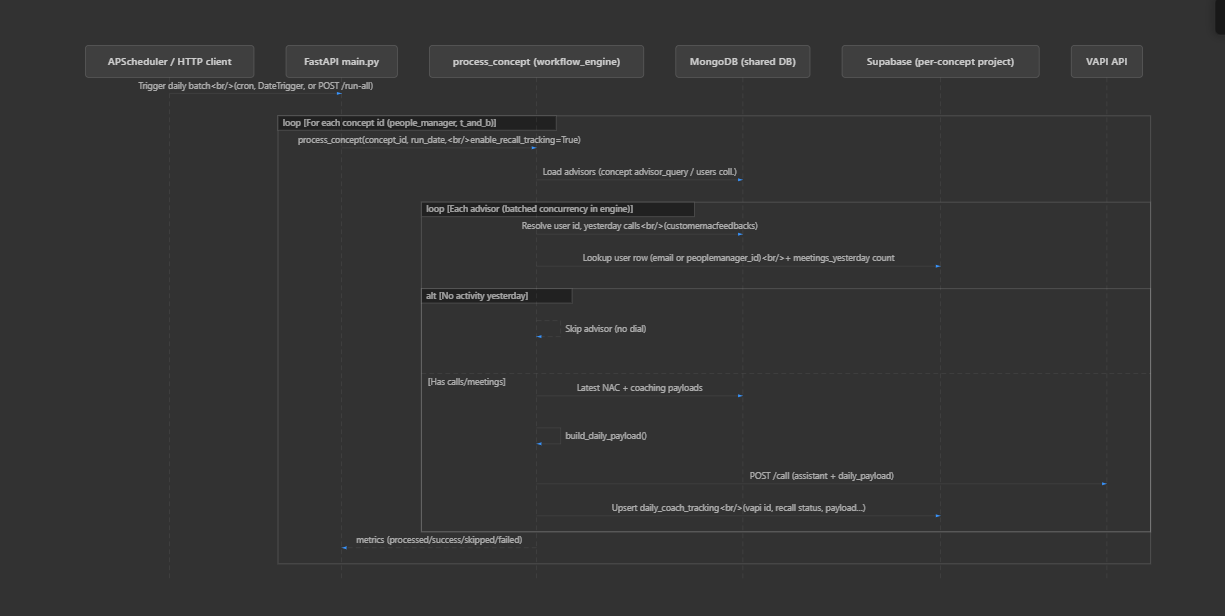 APScheduler / HTTP client
FastAPI main.py
process_concept (workflow_engine)
MongoDB (shared DB)
Supabase (per-concept project)
VAPI API
Trigger daily batch<br/>(cron, DateTrigger, or POST /run-all)
loop [For each concept id (people_manager, t_and_b)]
process_concept(concept_id, run_date,<br/>enable_recall_tracking=True)
Load advisors (concept advisor_query / users coll.)
loop [Each advisor (batched concurrency in engine)]
Resolve user id, yesterday calls<br/>(customernacfeedbacks)
Lookup user row (email or peoplemanager_id)<br/>+ meetings_yesterday count
alt [No activity yesterday]
Skip advisor (no dial)
[Has calls/meetings]
Latest NAC + coaching payloads
build_daily_payload()
POST /call (assistant + daily_payload)
Upsert daily_coach_tracking<br/>(vapi id, recall status, payload...)
metrics (processed/success/skipped/failed)